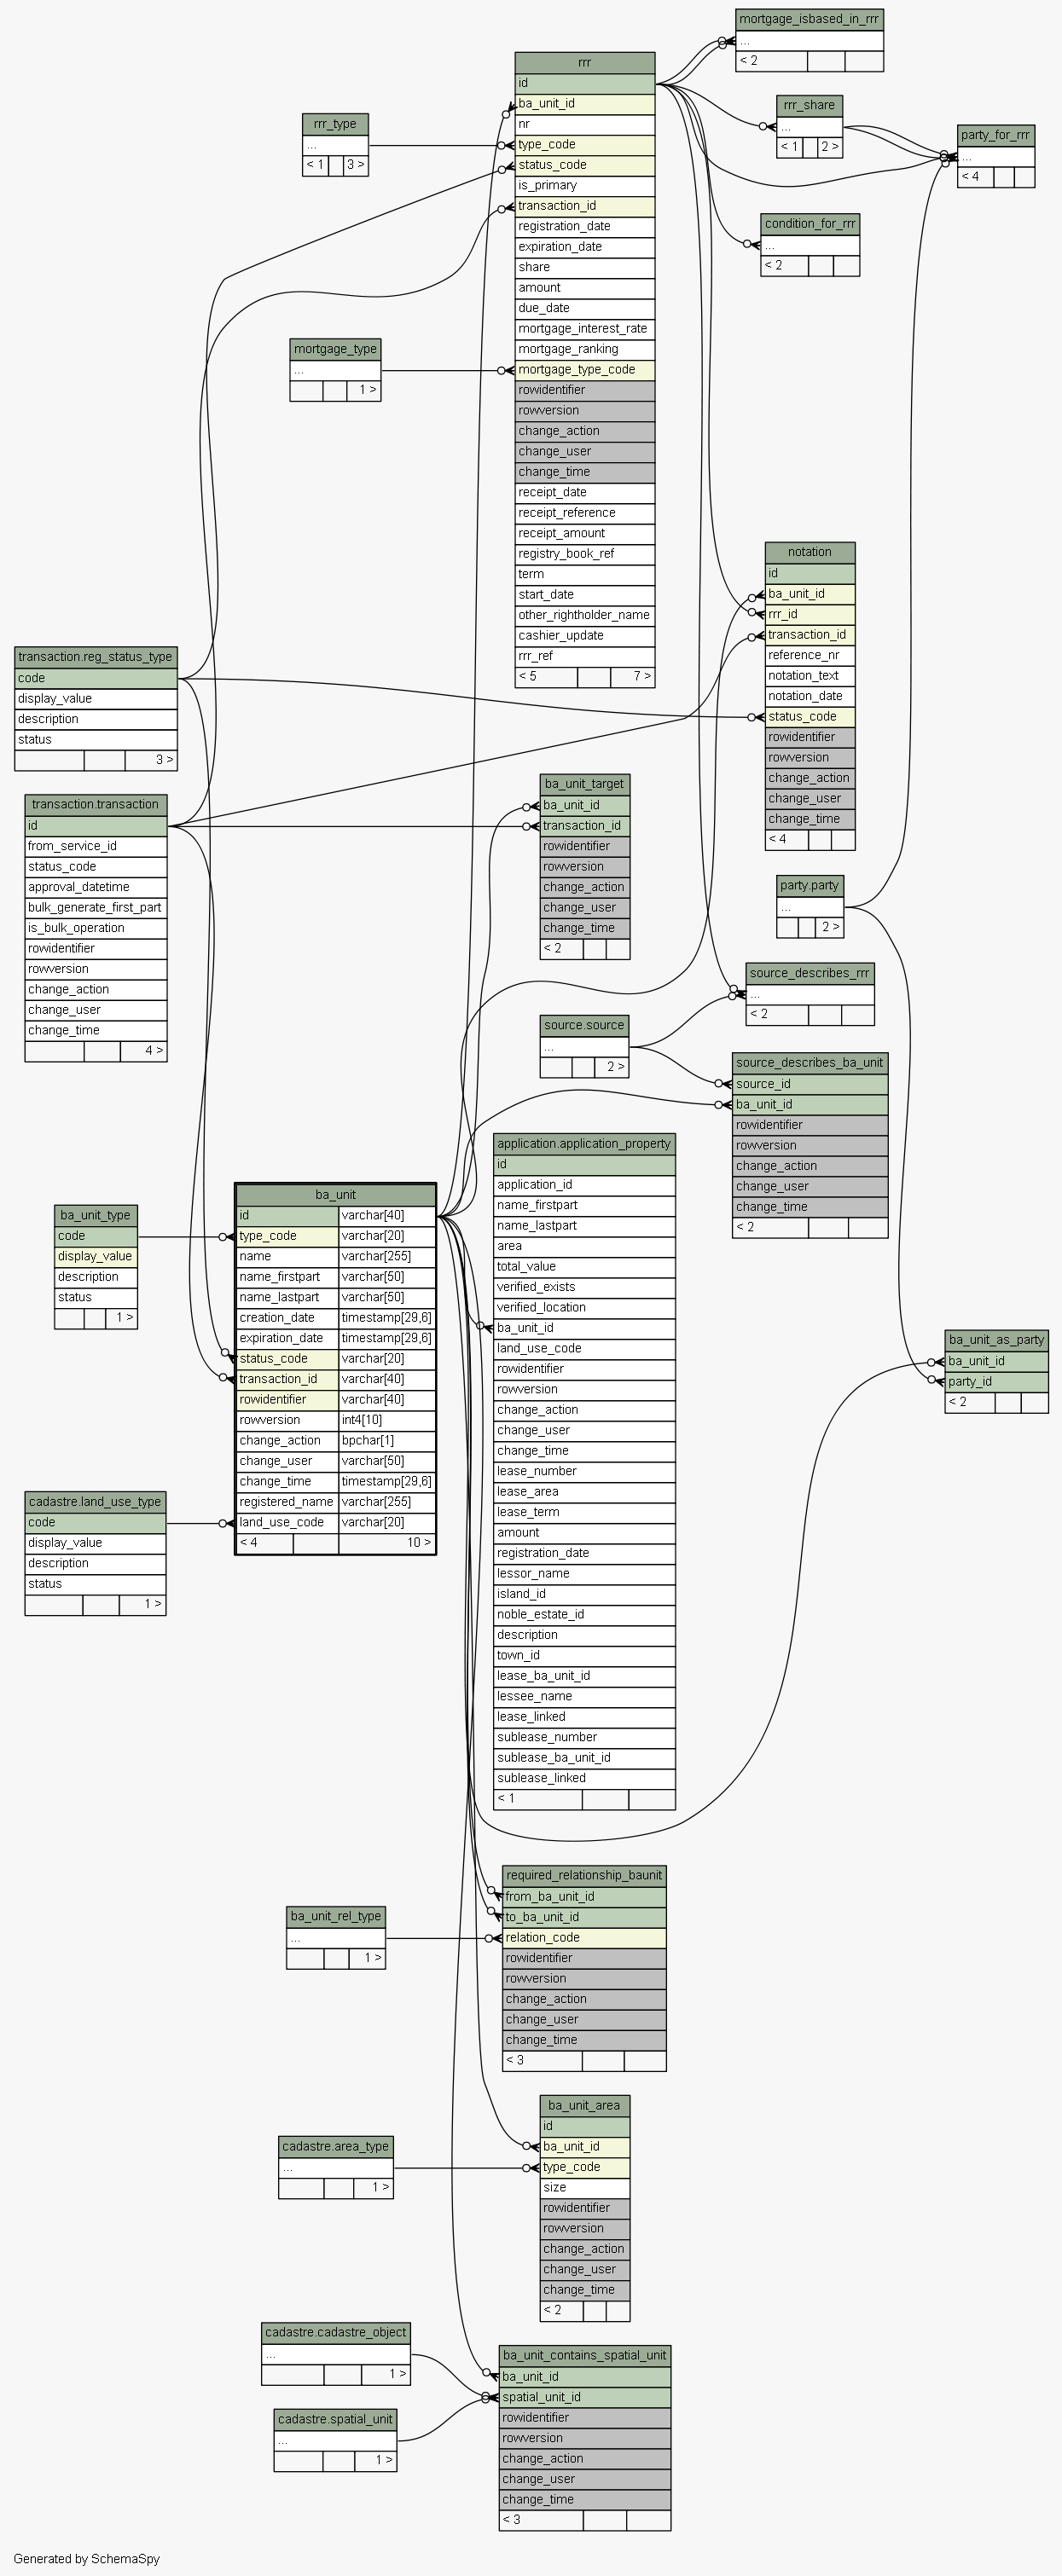 mortgage_isbased_in_rrr
...
< 2
rrr
id
ba_unit_id
nr
type_code
status_code
is_primary
transaction_id
registration_date
expiration_date
share
amount
due_date
mortgage_interest_rate
mortgage_ranking
mortgage_type_code
rowidentifier
rowversion
change_action
change_user
change_time
receipt_date
receipt_reference
receipt_amount
registry_book_ref
term
start_date
other_rightholder_name
cashier_update
rrr_ref
< 5 7 >
rrr_share
...
< 1 2 >
rrr_type
...
< 1 3 >
party_for_rrr
...
< 4
condition_for_rrr
...
< 2
mortgage_type
...
1 >
notation
id
ba_unit_id
rrr_id
transaction_id
reference_nr
notation_text
notation_date
status_code
rowidentifier
rowversion
change_action
change_user
change_time
< 4
transaction.reg_status_type
code
display_value
description
status
3 >
ba_unit_target
ba_unit_id
transaction_id
rowidentifier
rowversion
change_action
change_user
change_time
< 2
transaction.transaction
id
from_service_id
status_code
approval_datetime
bulk_generate_first_part
is_bulk_operation
rowidentifier
rowversion
change_action
change_user
change_time
4 >
party.party
...
2 >
source_describes_rrr
...
< 2
source.source
...
2 >
source_describes_ba_unit
source_id
ba_unit_id
rowidentifier
rowversion
change_action
change_user
change_time
< 2
application.application_property
id
application_id
name_firstpart
name_lastpart
area
total_value
verified_exists
verified_location
ba_unit_id
land_use_code
rowidentifier
rowversion
change_action
change_user
change_time
lease_number
lease_area
lease_term
amount
registration_date
lessor_name
island_id
noble_estate_id
description
town_id
lease_ba_unit_id
lessee_name
lease_linked
sublease_number
sublease_ba_unit_id
sublease_linked
< 1
ba_unit
id varchar[40]
type_code varchar[20]
name varchar[255]
name_firstpart varchar[50]
name_lastpart varchar[50]
creation_date timestamp[29,6]
expiration_date timestamp[29,6]
status_code varchar[20]
transaction_id varchar[40]
rowidentifier varchar[40]
rowversion int4[10]
change_action bpchar[1]
change_user varchar[50]
change_time timestamp[29,6]
registered_name varchar[255]
land_use_code varchar[20]
< 4 10 >
ba_unit_type
code
display_value
description
status
1 >
ba_unit_as_party
ba_unit_id
party_id
< 2
cadastre.land_use_type
code
display_value
description
status
1 >
required_relationship_baunit
from_ba_unit_id
to_ba_unit_id
relation_code
rowidentifier
rowversion
change_action
change_user
change_time
< 3
ba_unit_rel_type
...
1 >
ba_unit_area
id
ba_unit_id
type_code
size
rowidentifier
rowversion
change_action
change_user
change_time
< 2
cadastre.area_type
...
1 >
cadastre.cadastre_object
...
1 >
ba_unit_contains_spatial_unit
ba_unit_id
spatial_unit_id
rowidentifier
rowversion
change_action
change_user
change_time
< 3
cadastre.spatial_unit
...
1 >
Generated by SchemaSpy